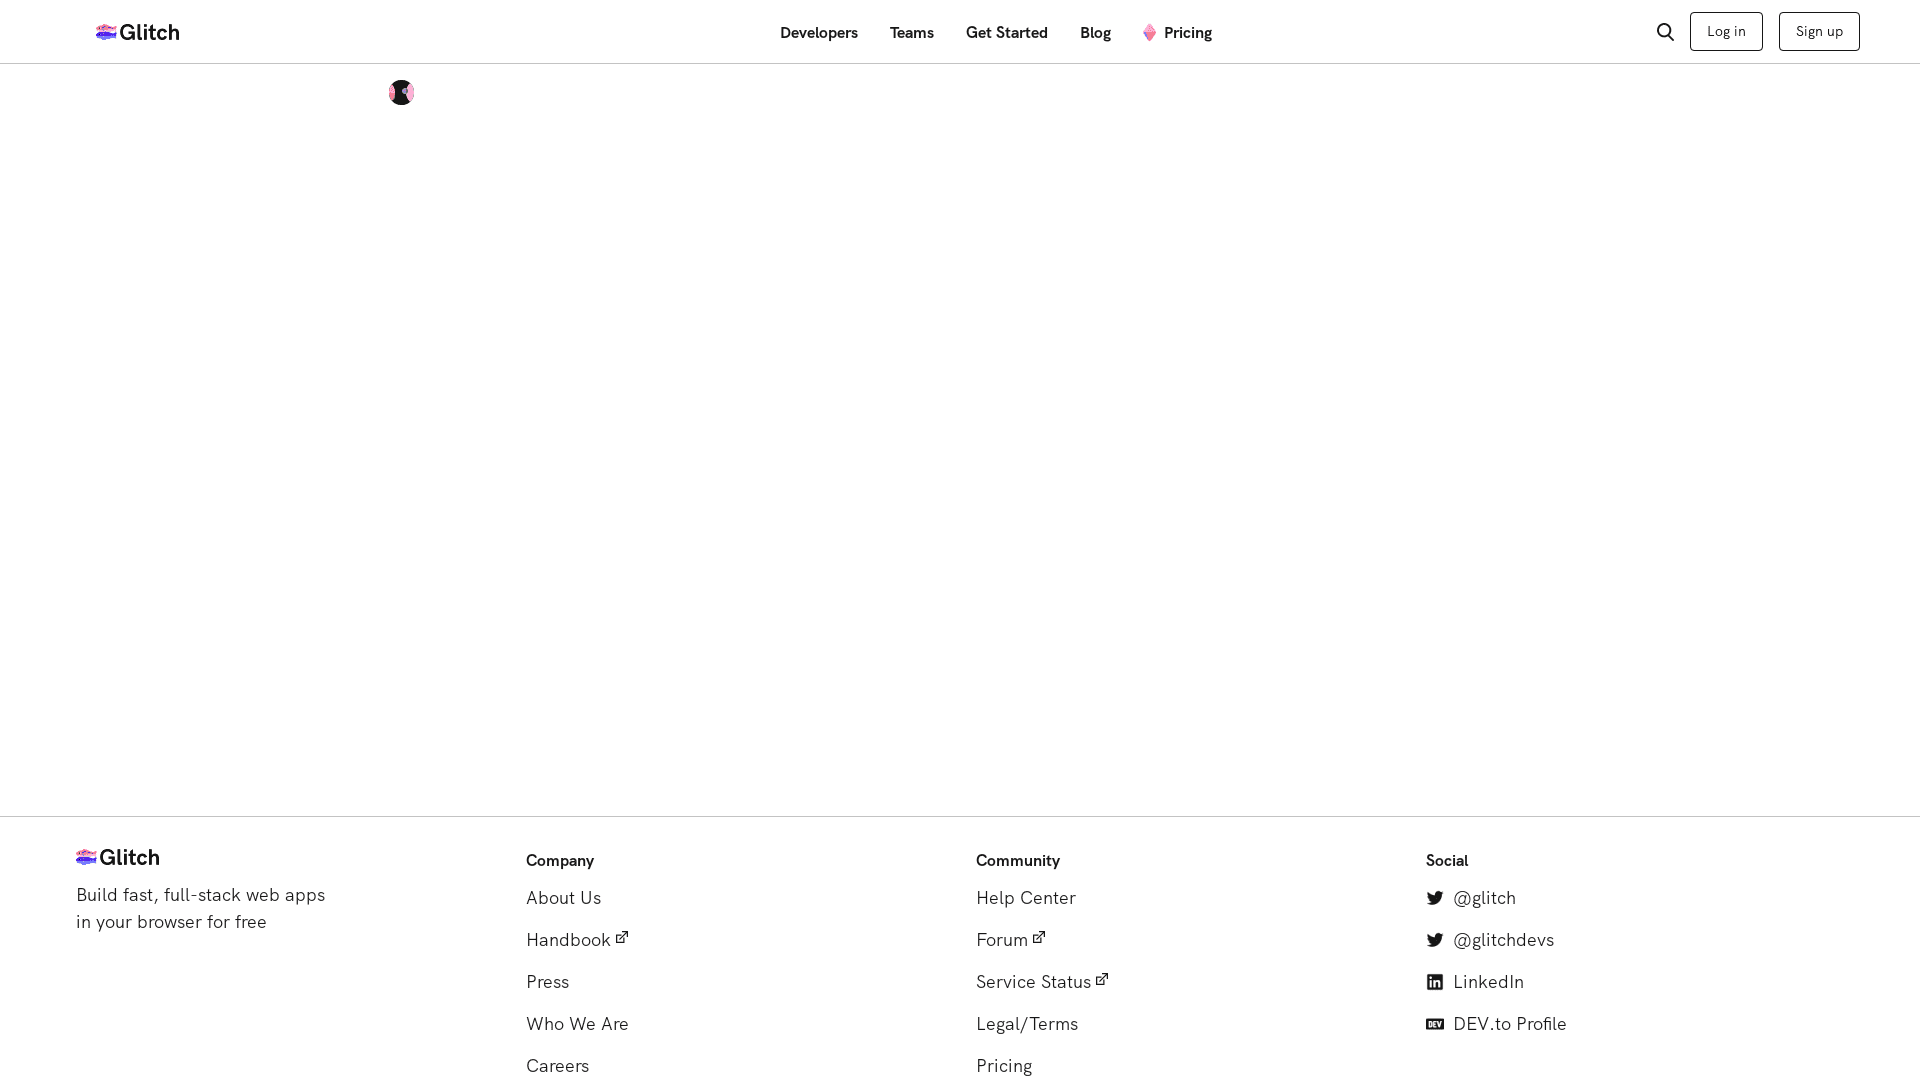 Glitch
Developers
Teams
Get Started
Blog
Pricing
Log in
Sign up
Glitch
Build fast, full-stack web apps
in your browser for free
Company
About Us
Handbook
Press
Who We Are
Careers
Community
Help Center
Forum
Service Status
Legal/Terms
Pricing
Social
@glitch
@glitchdevs
LinkedIn
DEV.to Profile